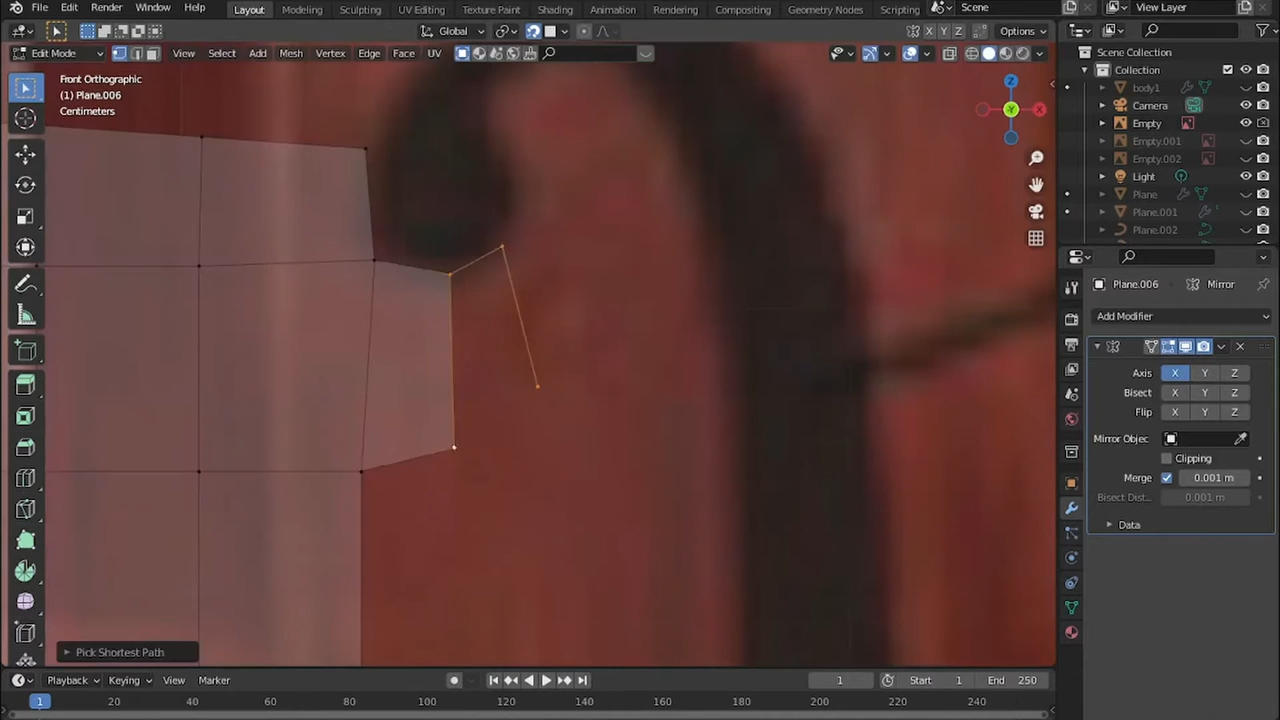 File Edit Render Window Help Layout Modeling Sculpting UV Editing Texture Paint Shading Animation Rendering Compositing Geometry Nodes Scripting Scene View Layer
Global X Y Z Options
Edit Mode View Select Add Mesh Vertex Edge Face UV
Front Orthographic
(1) Plane.006
Centimeters
Z
X
Y
Scene Collection
Collection
body1
Camera
Empty
Empty.001
Empty.002
Light
Plane
Plane.001
Plane.002
Plane.006 Mirror
Add Modifier
Axis X Y Z
Bisect X Y Z
Flip X Y Z
Mirror Objec
Clipping
Merge 0.001 m
Bisect Dist... 0.001 m
Data
Pick Shortest Path
Playback Keying View Marker 1 Start 1 End 250
1 20 40 60 80 100 120 140 160 180 200 220 240